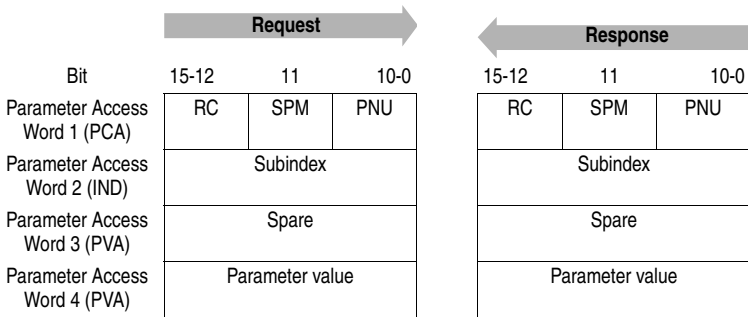 Request Response
Bit 15-12 11 10-0 15-12 11 10-0
Parameter Access
Word 1 (PCA) RC SPM PNU RC SPM PNU
Parameter Access
Word 2 (IND) Subindex Subindex
Parameter Access
Word 3 (PVA) Spare Spare
Parameter Access
Word 4 (PVA) Parameter value Parameter value